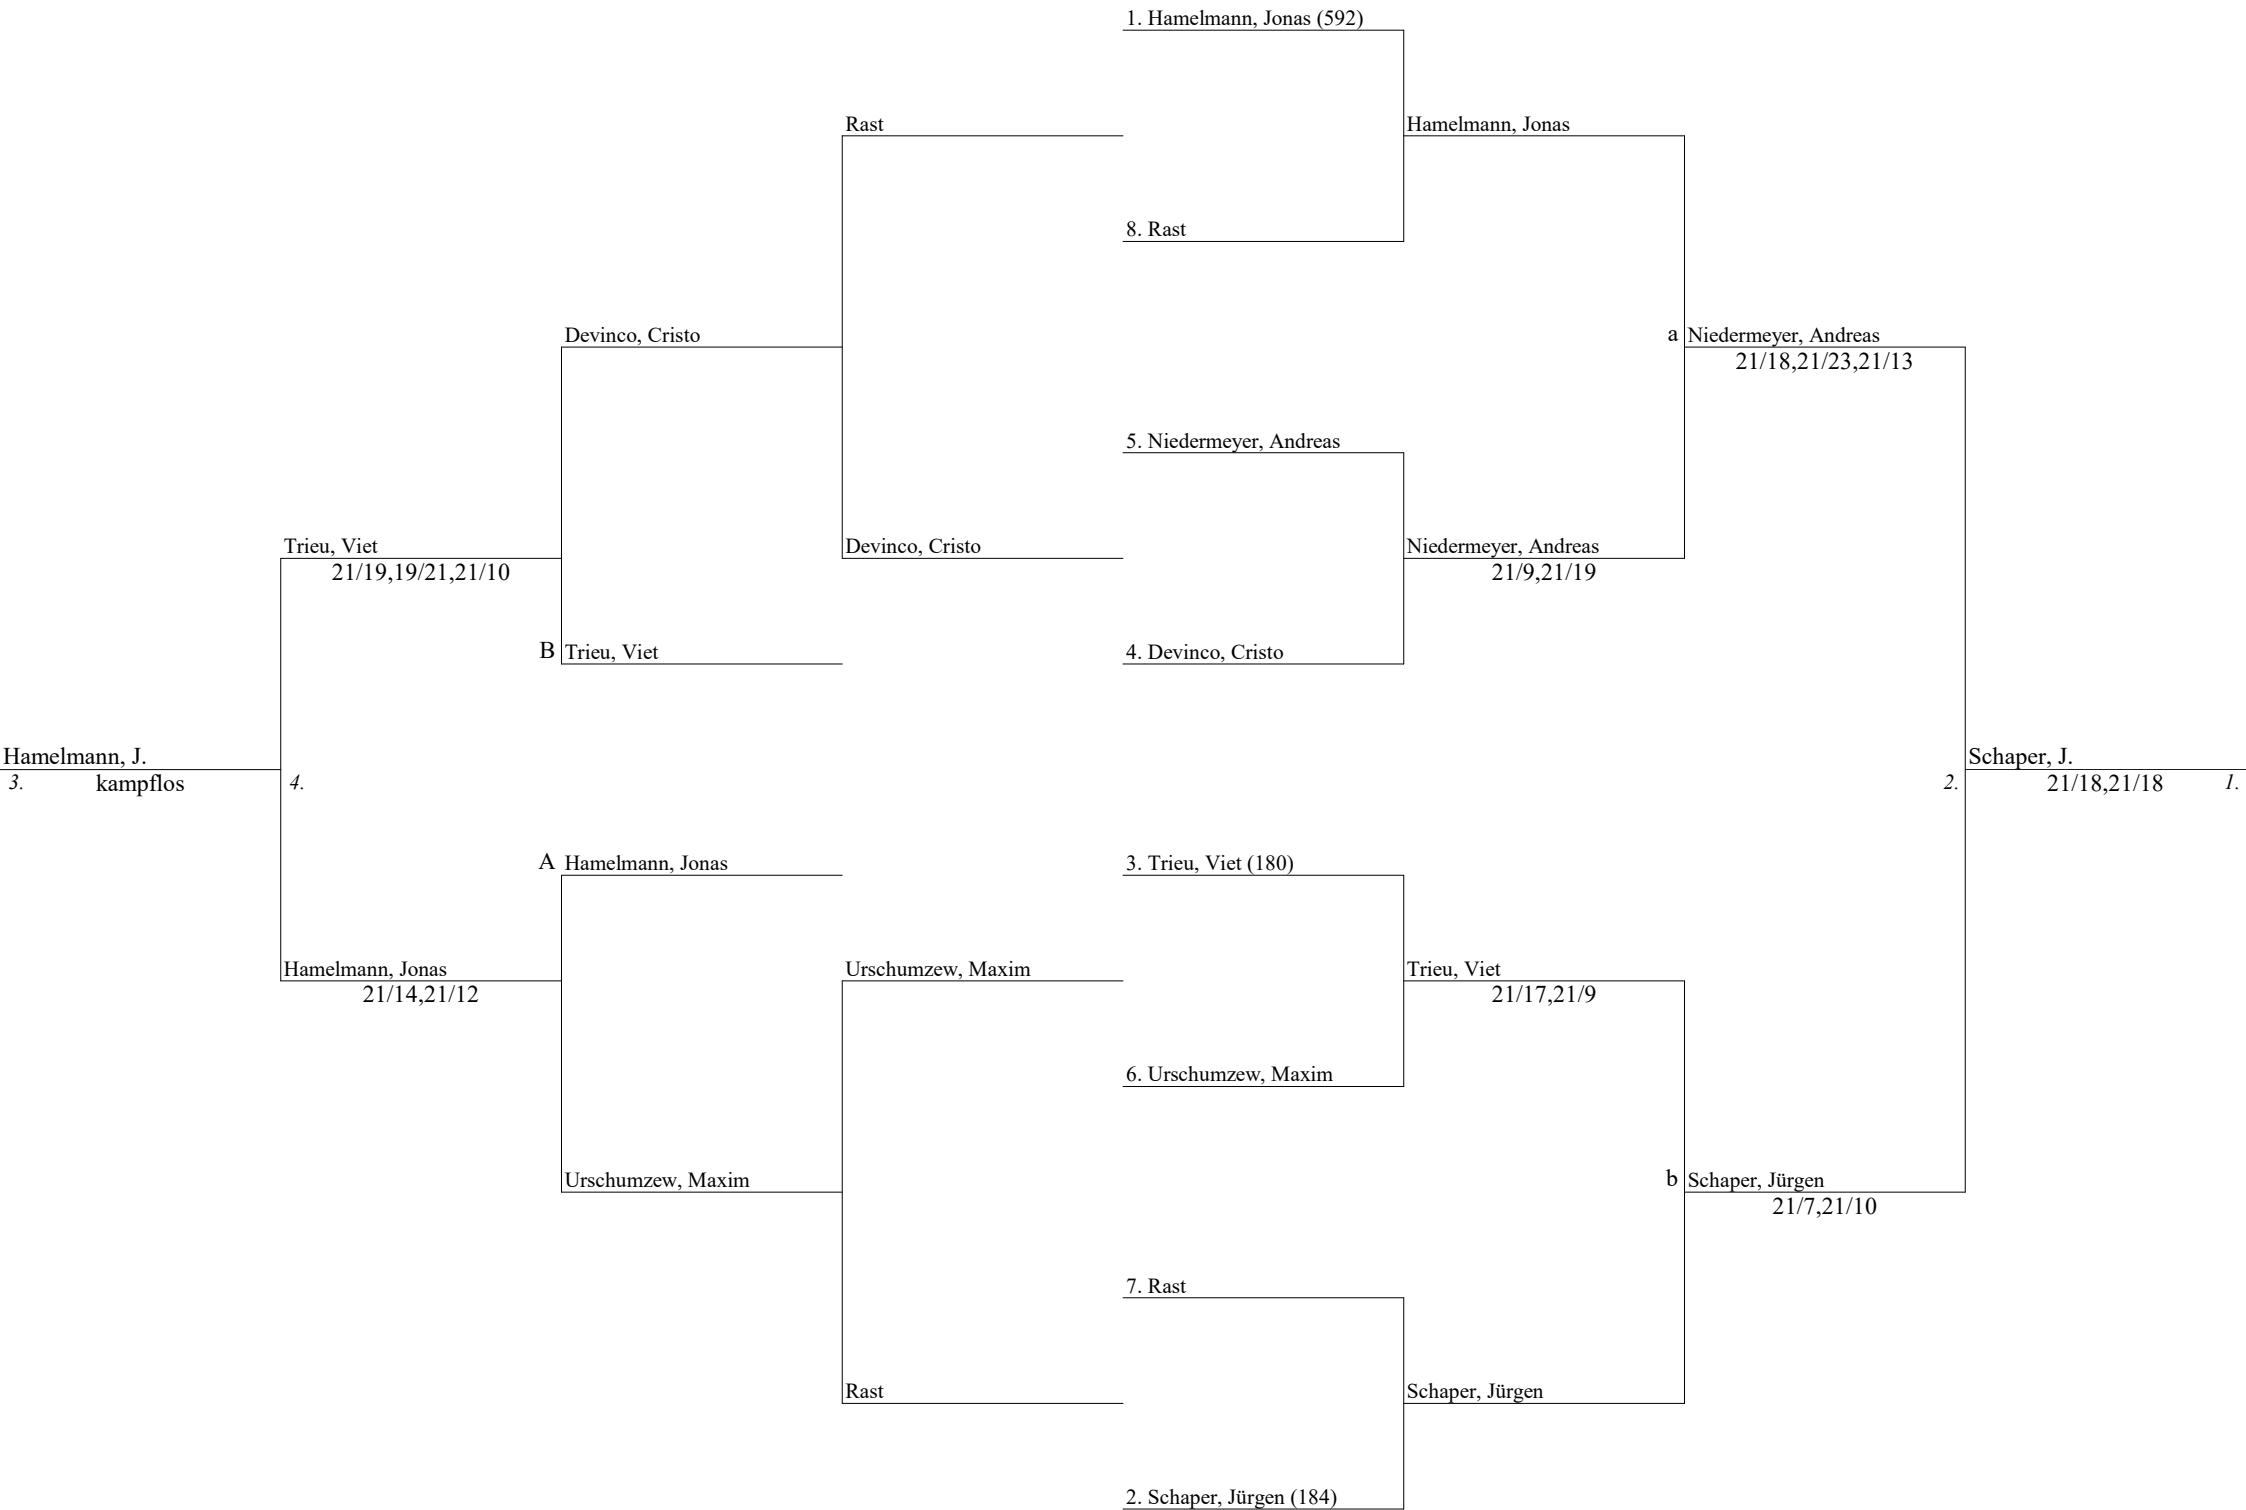 1. Hamelmann, Jonas (592)
Rast
Hamelmann, Jonas
8. Rast
Devinco, Cristo
a Niedermeyer, Andreas
21/18,21/23,21/13
5. Niedermeyer, Andreas
Trieu, Viet
21/19,19/21,21/10
Devinco, Cristo
Niedermeyer, Andreas
21/9,21/19
B Trieu, Viet
4. Devinco, Cristo
Hamelmann, J.
3. kampflos
4.
Schaper, J.
2.
21/18,21/18
1.
A Hamelmann, Jonas
3. Trieu, Viet (180)
Hamelmann, Jonas
21/14,21/12
Urschumzew, Maxim
Trieu, Viet
21/17,21/9
6. Urschumzew, Maxim
Urschumzew, Maxim
b Schaper, Jürgen
21/7,21/10
7. Rast
Rast
Schaper, Jürgen
2. Schaper, Jürgen (184)